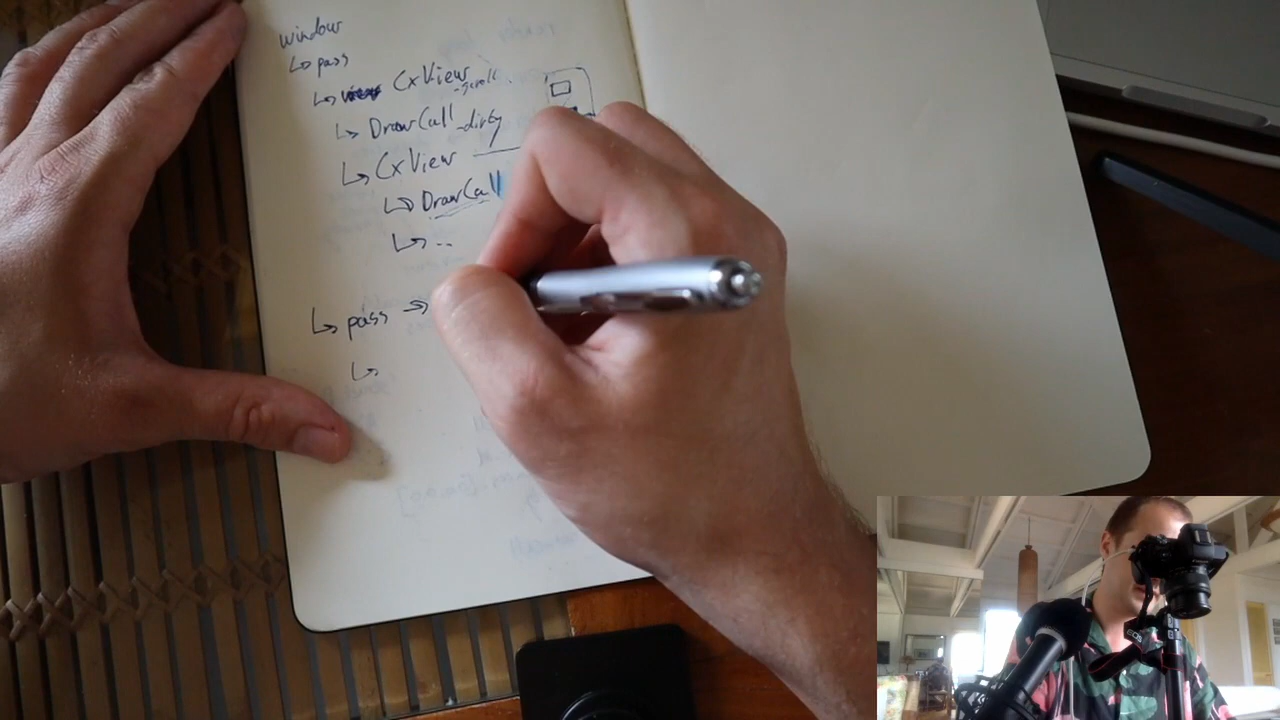 window
↳ pass
↳ CxView -scroll
↳ DrawCall -dirty
↳ CxView
↳ DrawCall
↳ ..
↳ pass →
↳